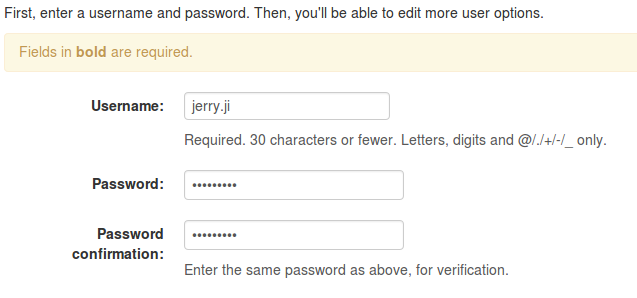 First, enter a username and password. Then, you'll be able to edit more user options.
Fields in bold are required.
Username:
jerry.ji
Required. 30 characters or fewer. Letters, digits and @/./+/-/_ only.
Password:
•••••••••
Password
confirmation:
•••••••••
Enter the same password as above, for verification.